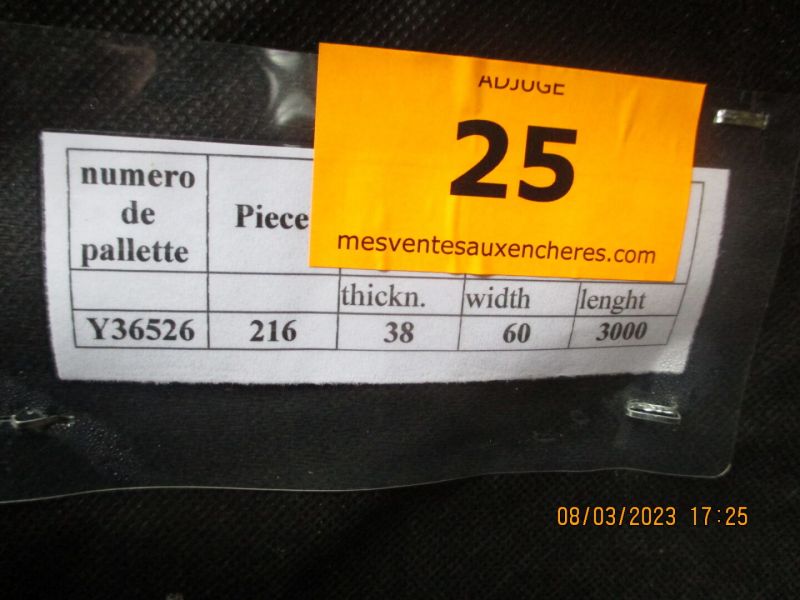 ADJUGE
25
mesventesauxencheres.com
numero
de
pallette
Piece
thickn. width lenght
Y36526 216 38 60 3000
08/03/2023 17:25